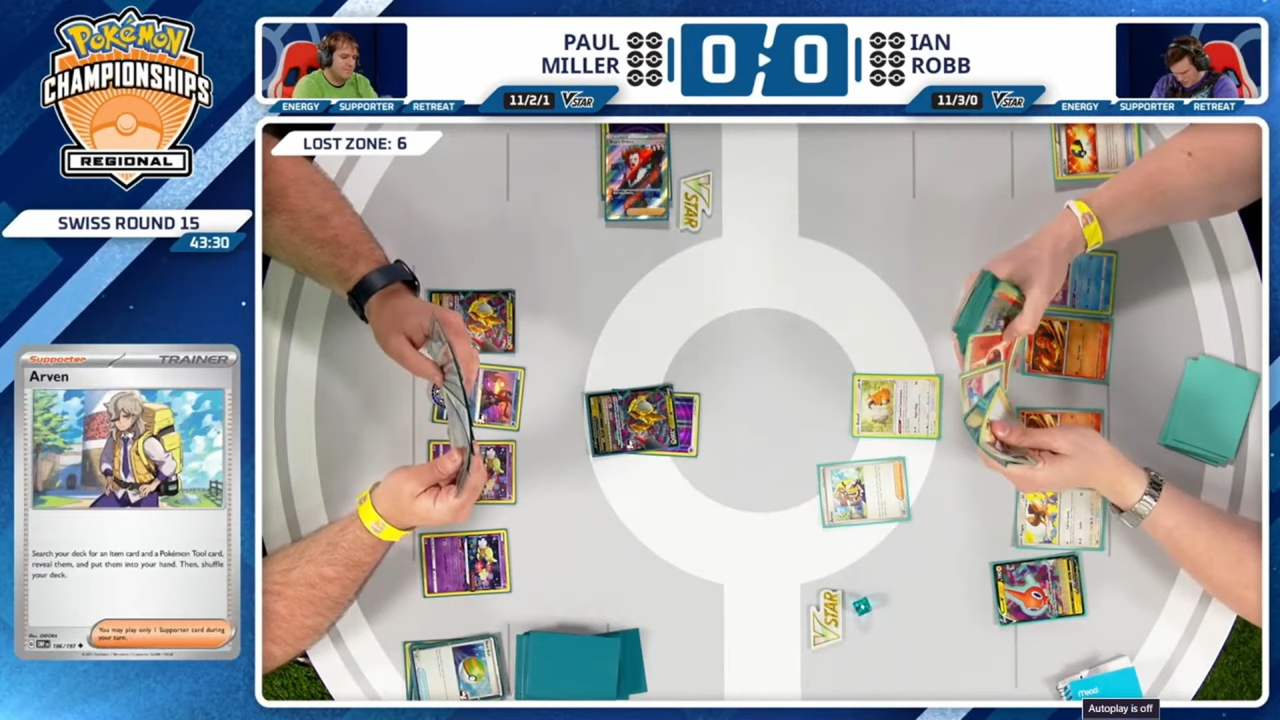 POKÉMON
CHAMPIONSHIPS
REGIONAL
SWISS ROUND 15
43:30
PAUL
MILLER
0
0
IAN
ROBB
ENERGY
SUPPORTER
RETREAT
11/2/1
VSTAR
11/3/0
VSTAR
ENERGY
SUPPORTER
RETREAT
LOST ZONE: 6
VSTAR
VSTAR
Supporter
TRAINER
Arven
Search your deck for an Item card and a Pokémon Tool card,
reveal them, and put them into your hand. Then, shuffle
your deck.
You may play only 1 Supporter card during
your turn.
Autoplay is off